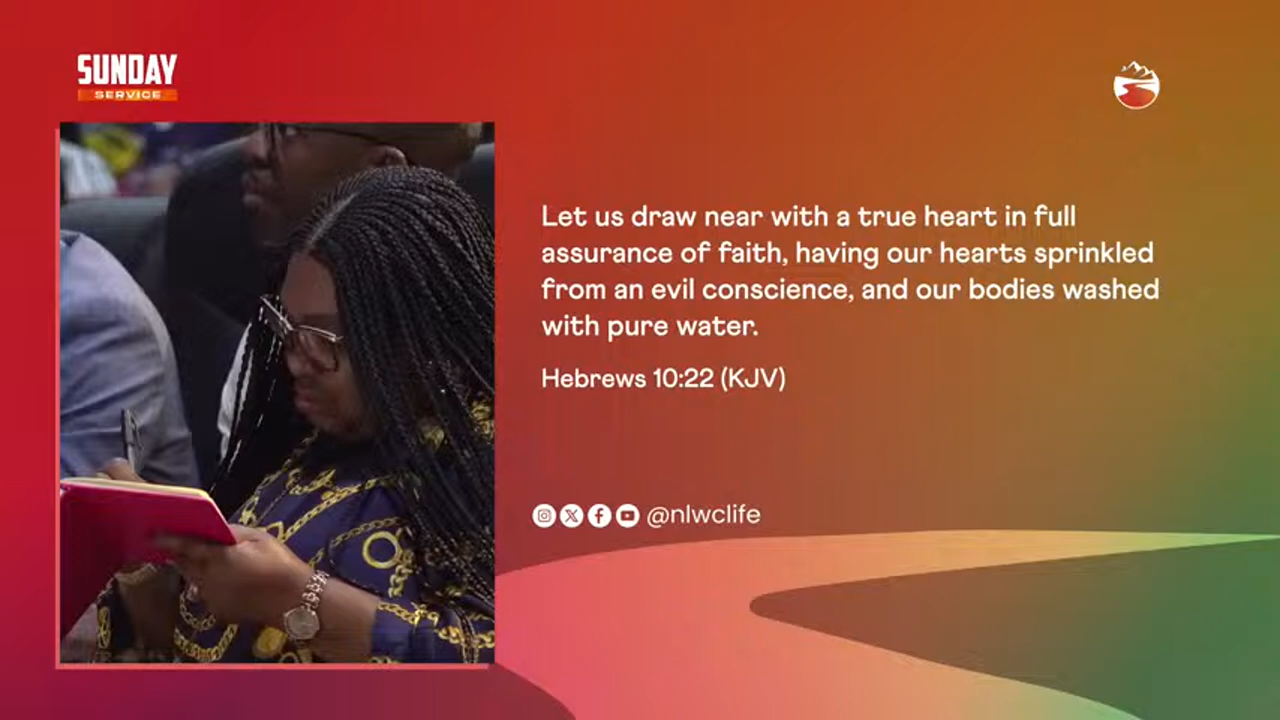 SUNDAY
SERVICE
Let us draw near with a true heart in full
assurance of faith, having our hearts sprinkled
from an evil conscience, and our bodies washed
with pure water.
Hebrews 10:22 (KJV)
@nlwclife